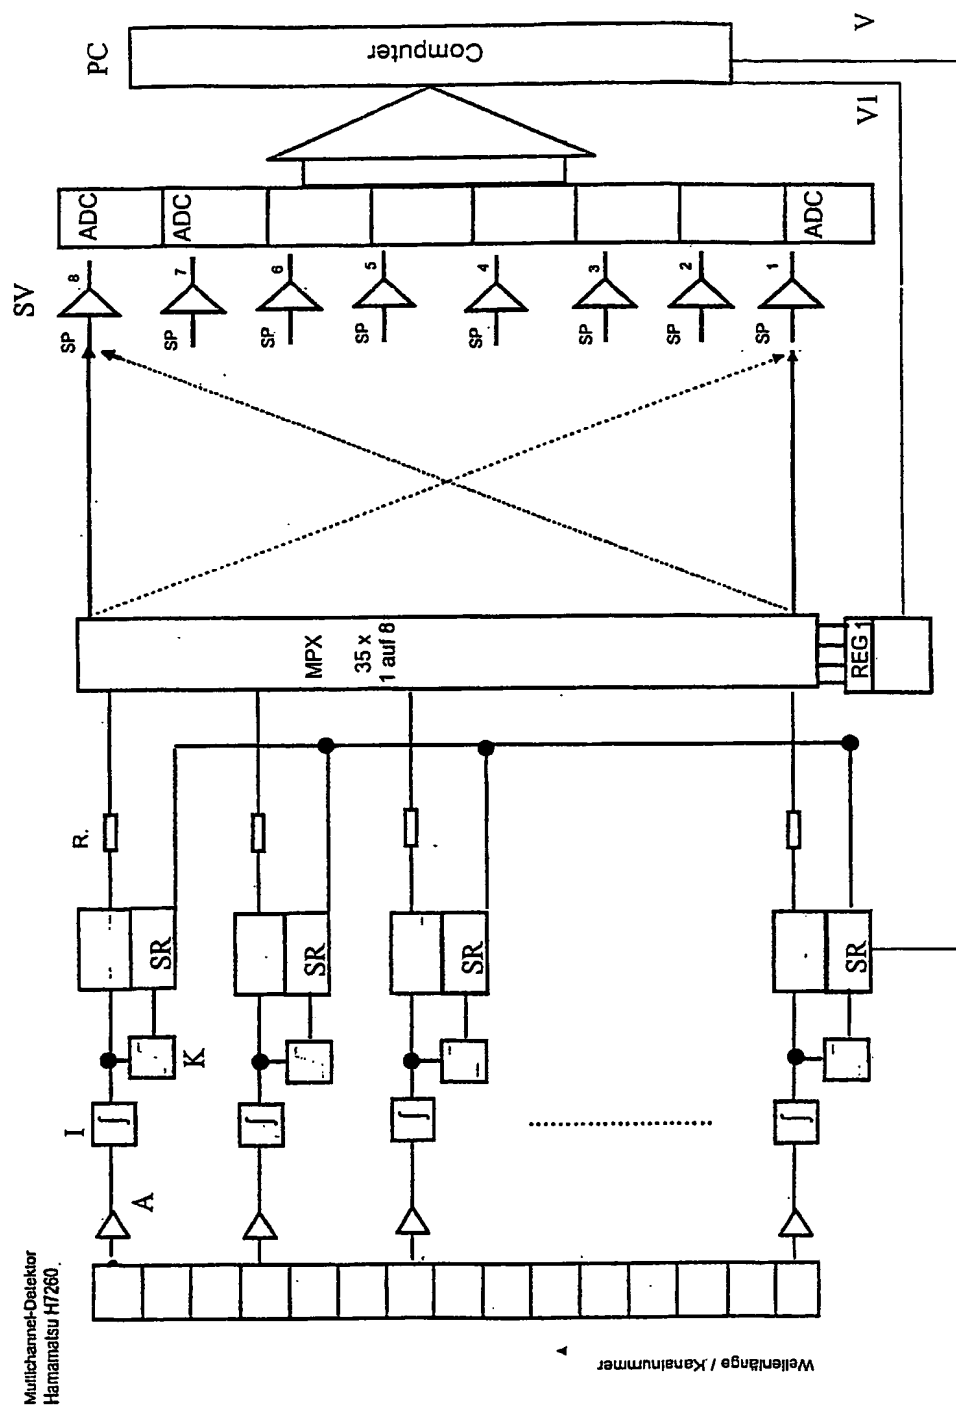 Multichannel-Detektor
Hamamatsu H7260
Wellenlänge / Kanalnummer
A
I
K
SR
SR
SR
SR
R.
MPX
35 x
1 auf 8
REG 1
SV
SP
SP
SP
SP
SP
SP
SP
SP
8
7
6
5
4
3
2
1
ADC
ADC
ADC
PC
Computer
V1
V